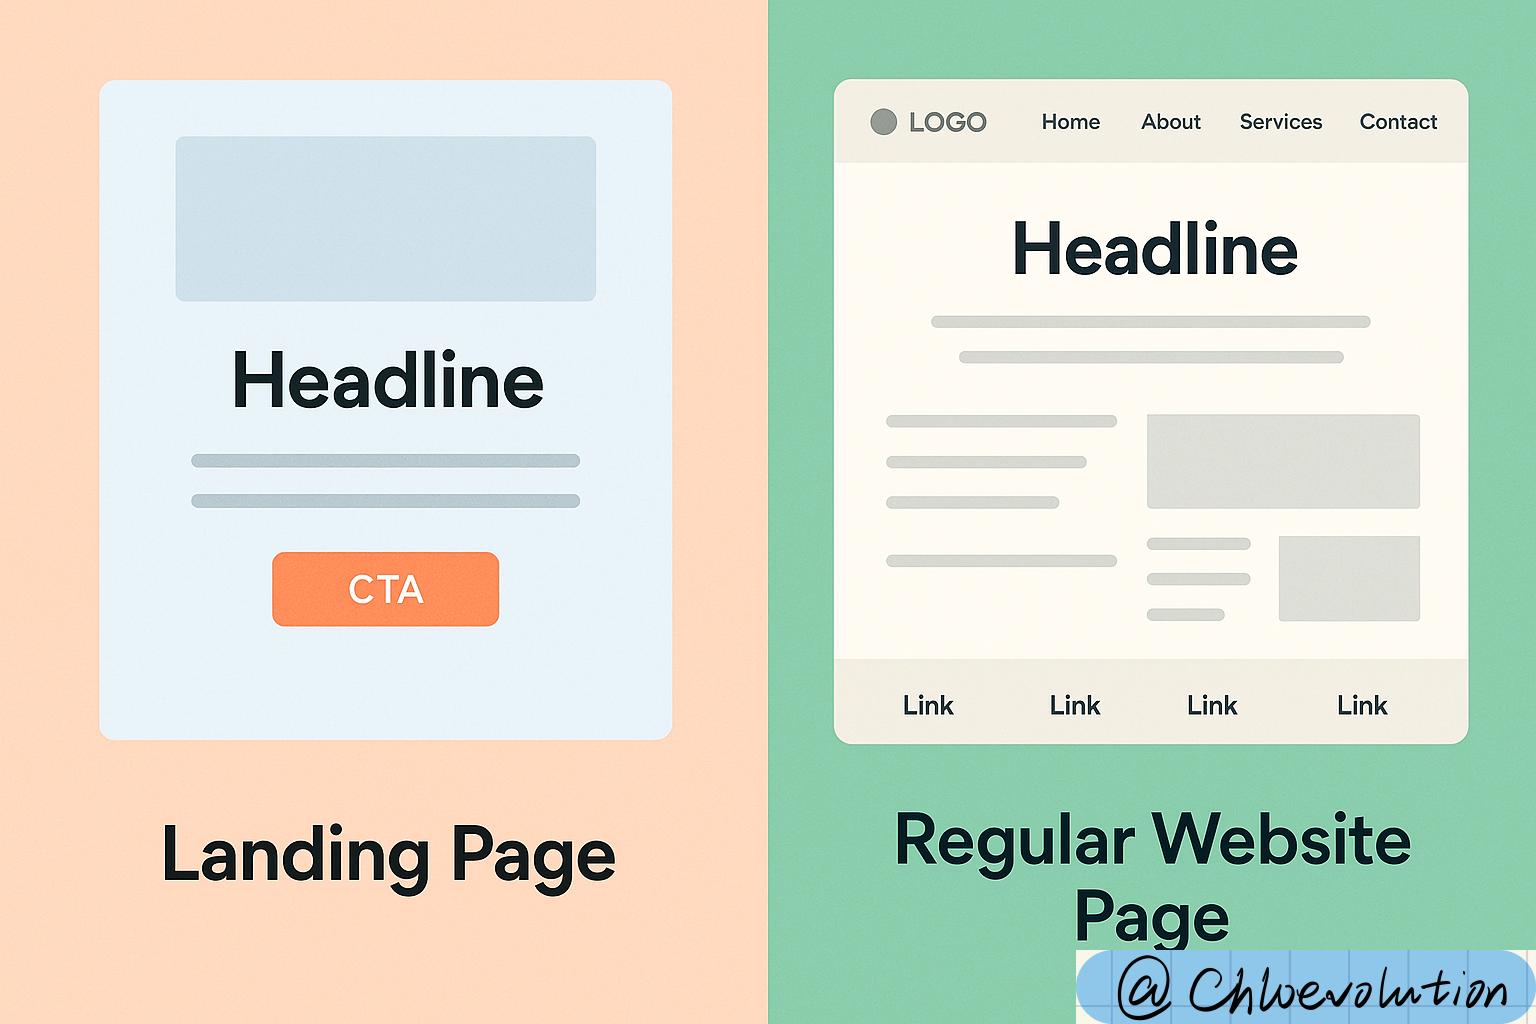 Headline
CTA
Landing Page
LOGO Home About Services Contact
Headline
Link Link Link Link
Regular Website
Page
@Chloevolution